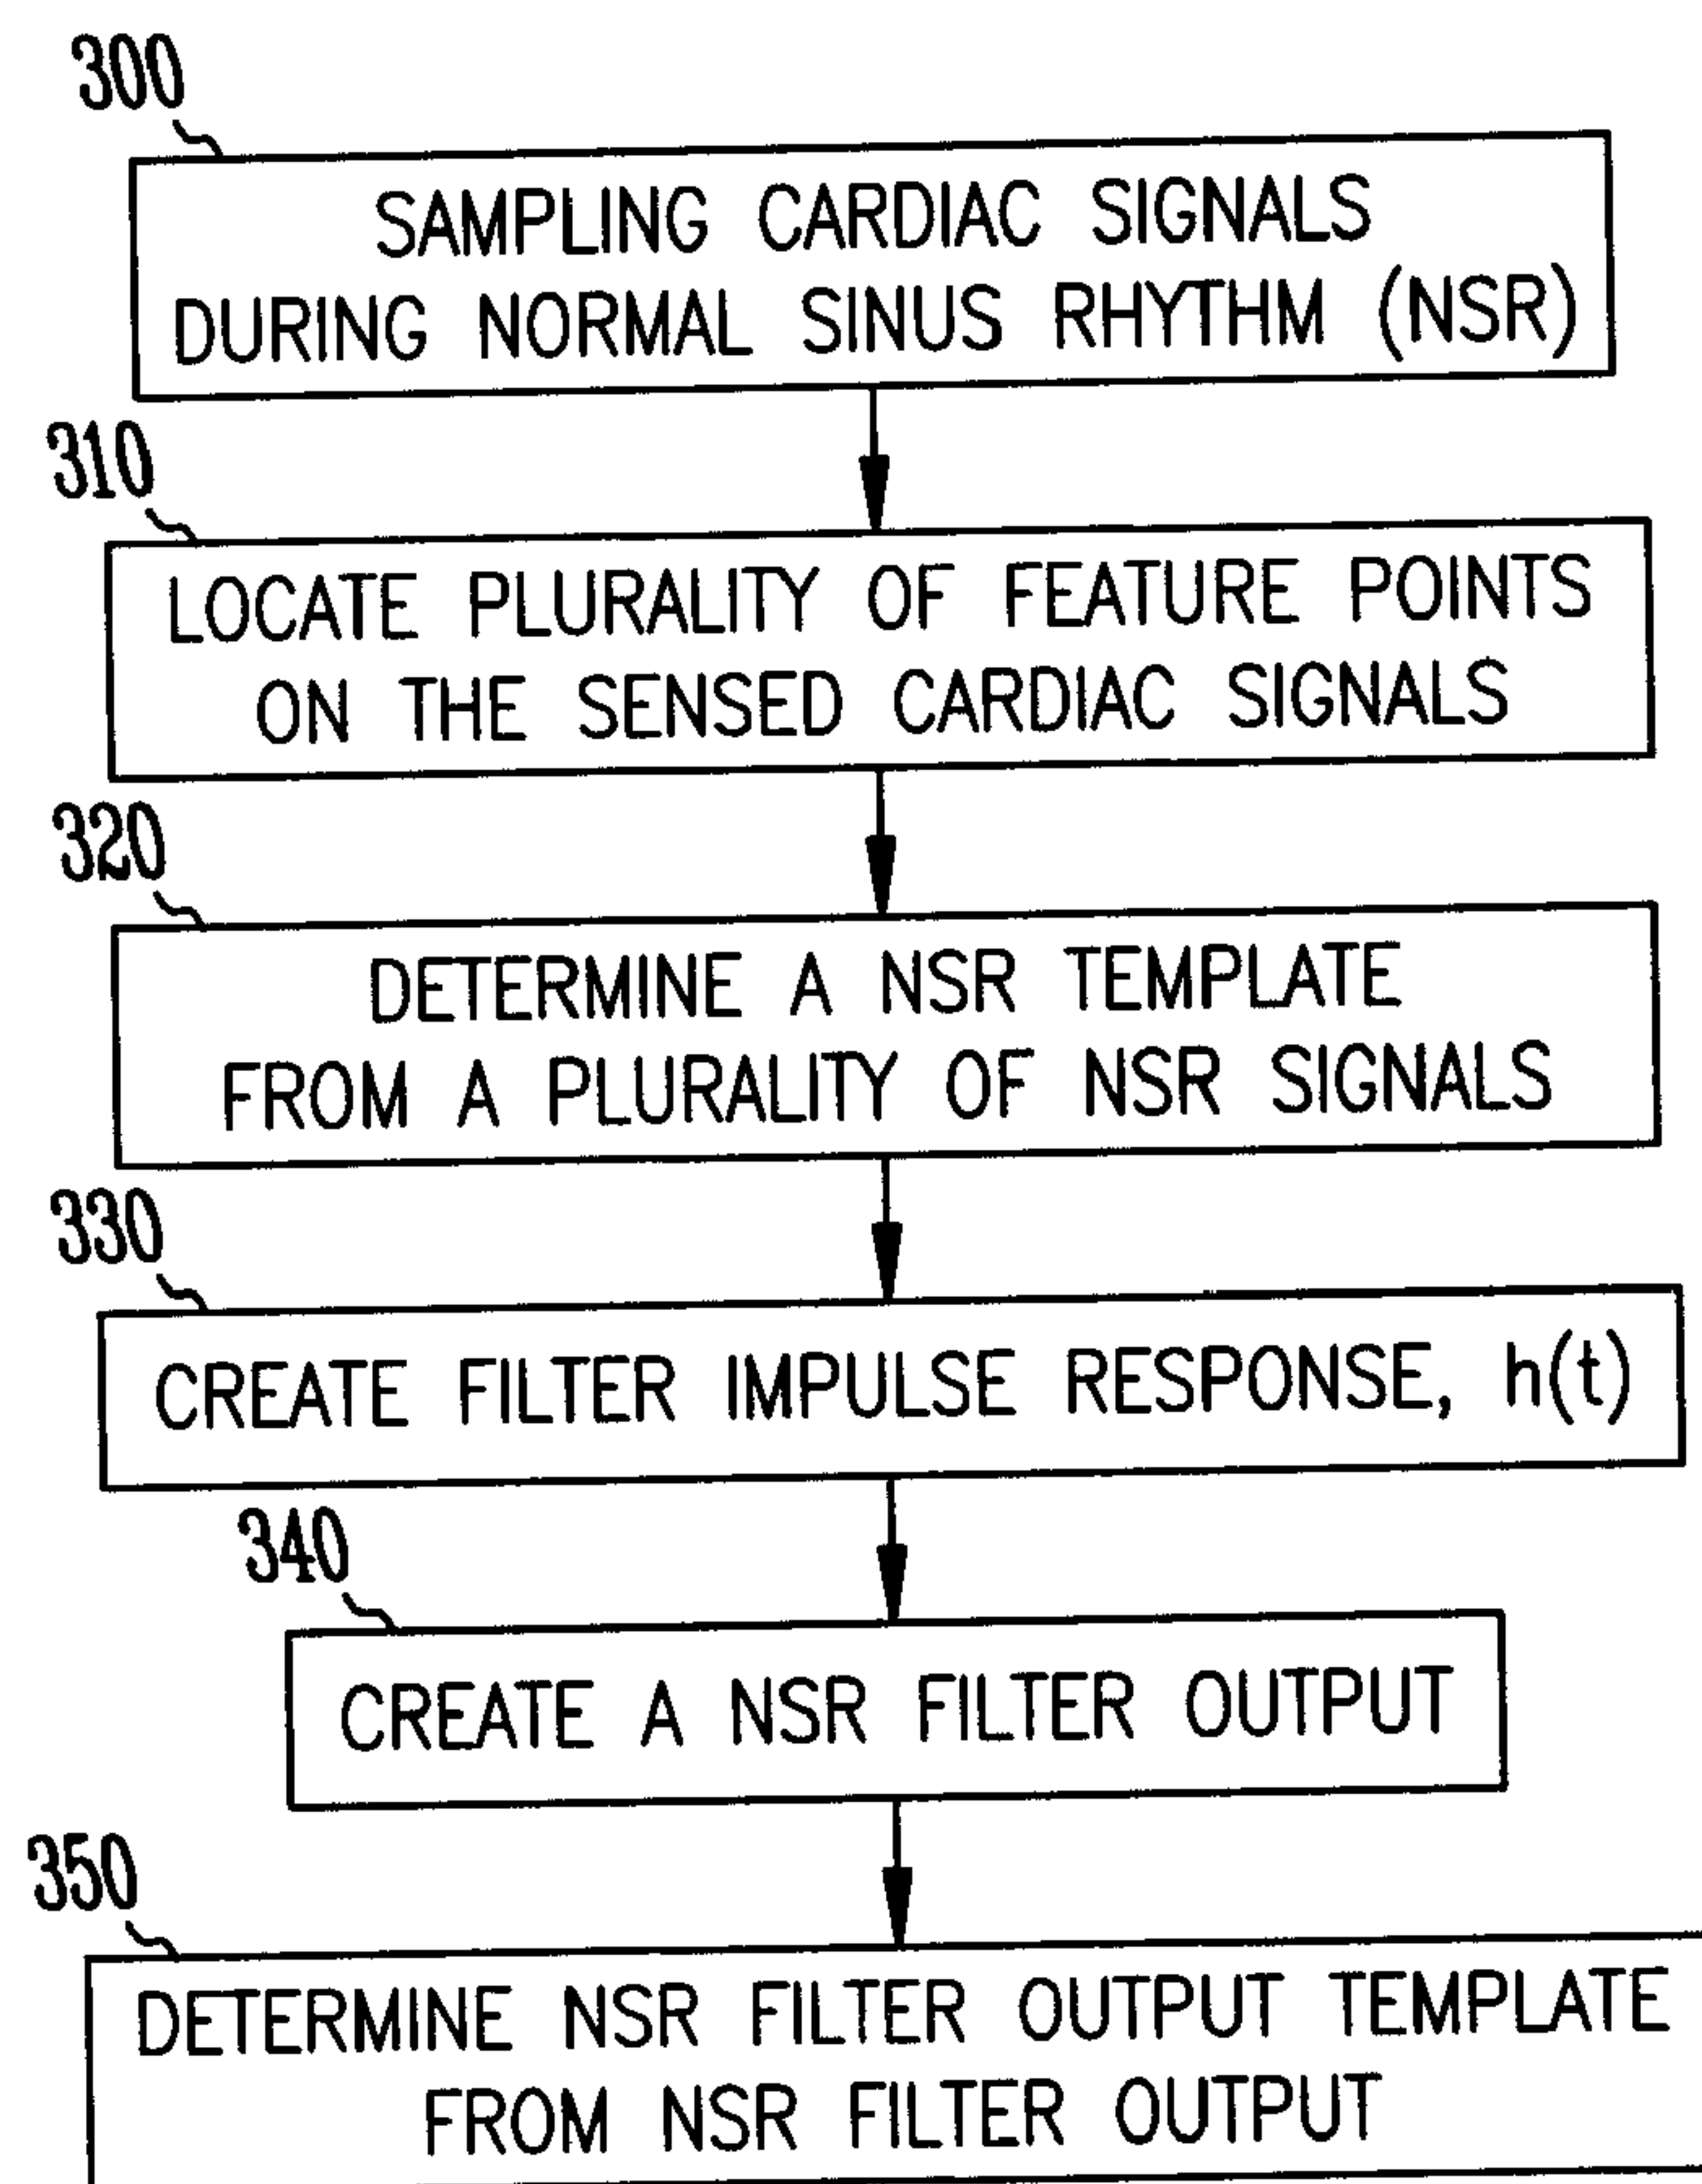 300
SAMPLING CARDIAC SIGNALS
DURING NORMAL SINUS RHYTHM (NSR)
310
LOCATE PLURALITY OF FEATURE POINTS
ON THE SENSED CARDIAC SIGNALS
320
DETERMINE A NSR TEMPLATE
FROM A PLURALITY OF NSR SIGNALS
330
CREATE FILTER IMPULSE RESPONSE, h(t)
340
CREATE A NSR FILTER OUTPUT
350
DETERMINE NSR FILTER OUTPUT TEMPLATE
FROM NSR FILTER OUTPUT